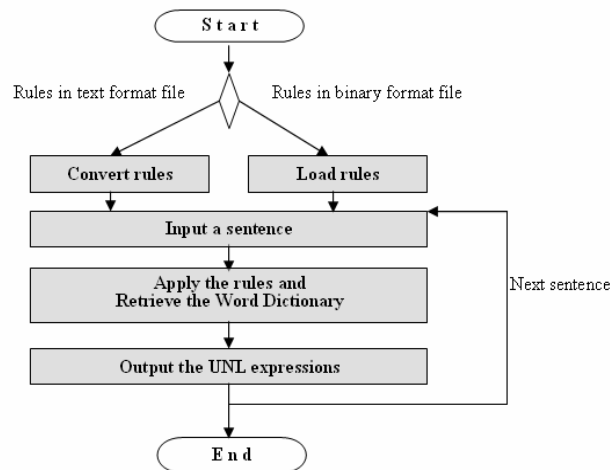 Start
Rules in text format file
Rules in binary format file
Convert rules
Load rules
Input a sentence
Apply the rules and
Retrieve the Word Dictionary
Next sentence
Output the UNL expressions
End